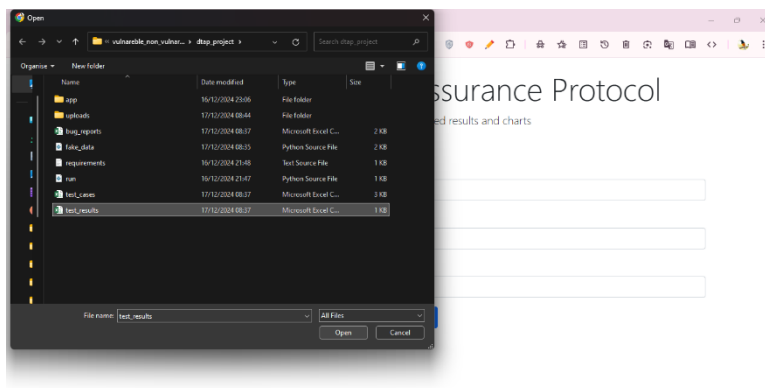 Open
vulnareble_non_vulnar... › dtap_project ›
Search dtap_project
Organise
New folder
Name Date modified Type Size
app 16/12/2024 23:06 File folder
uploads 17/12/2024 08:44 File folder
bug_reports 17/12/2024 08:37 Microsoft Excel C... 2 KB
fake_data 17/12/2024 08:35 Python Source File 2 KB
requirements 16/12/2024 21:48 Text Source File 1 KB
run 16/12/2024 21:47 Python Source File 1 KB
test_cases 17/12/2024 08:37 Microsoft Excel C... 3 KB
test_results 17/12/2024 08:37 Microsoft Excel C... 1 KB
File name: test_results
All Files
Open Cancel
ssurance Protocol
ed results and charts